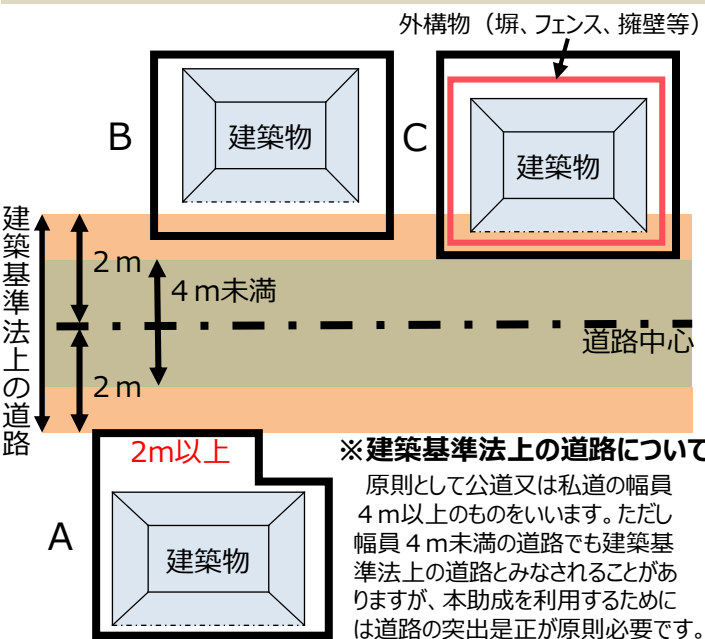 外構物（塀、フェンス、擁壁等）
B
建築物
C
建築物
建築基準法上の道路
2m
4m未満
道路中心
2m
2m以上
A
建築物
※建築基準法上の道路について
原則として公道又は私道の幅員
４ｍ以上のものをいいます。ただし
幅員４ｍ未満の道路でも建築基
準法上の道路とみなされることがあ
りますが、本助成を利用するために
は道路の突出是正が原則必要です。